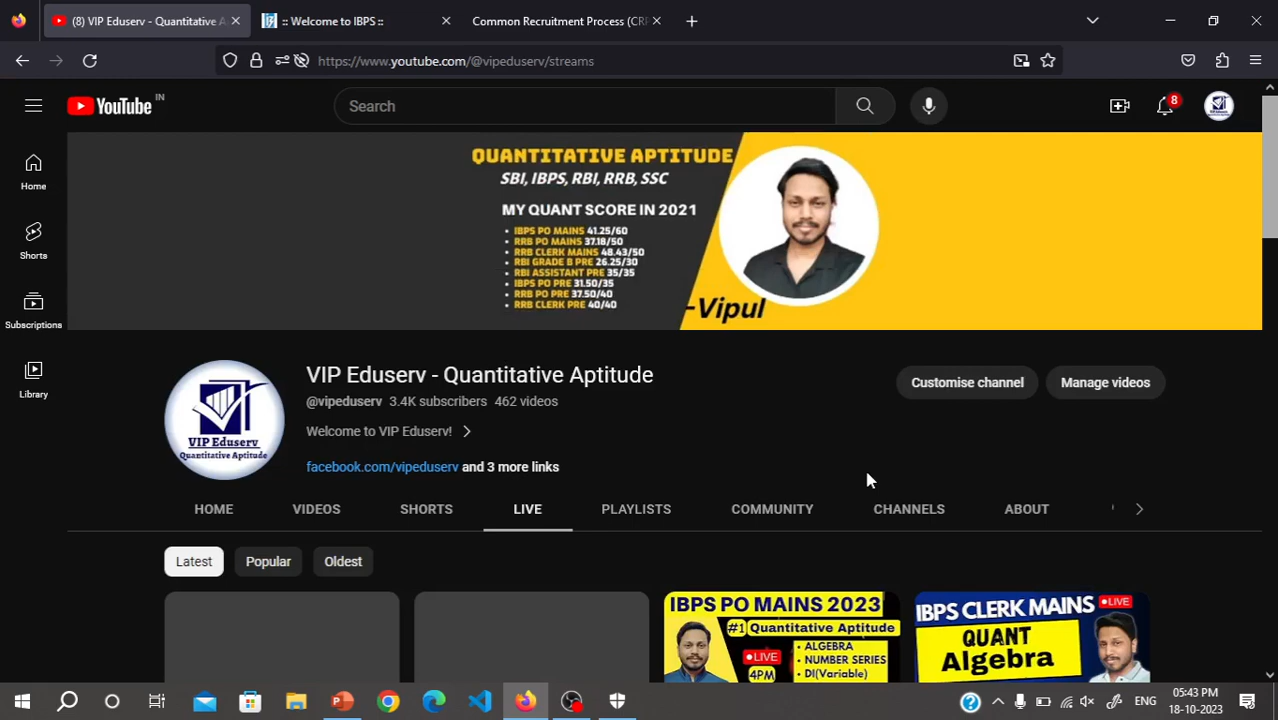 (8) VIP Eduserv - Quantitative A
:: Welcome to IBPS ::
Common Recruitment Process (CRP
https://www.youtube.com/@vipeduserv/streams
YouTube IN
Search
8
Home
Shorts
Subscriptions
Library
QUANTITATIVE APTITUDE
SBI, IBPS, RBI, RRB, SSC
MY QUANT SCORE IN 2021
• IBPS PO MAINS 41.25/60
• RRB PO MAINS 37.18/50
• RRB CLERK MAINS 48.43/50
• RBI GRADE B PRE 26.25/30
• RBI ASSISTANT PRE 35/35
• IBPS PO PRE 31.50/35
• RRB PO PRE 37.50/40
• RRB CLERK PRE 40/40
-Vipul
VIP Eduserv
Quantitative Aptitude
VIP Eduserv - Quantitative Aptitude
@vipeduserv 3.4K subscribers 462 videos
Welcome to VIP Eduserv!
facebook.com/vipeduserv and 3 more links
Customise channel
Manage videos
HOME
VIDEOS
SHORTS
LIVE
PLAYLISTS
COMMUNITY
CHANNELS
ABOUT
Latest
Popular
Oldest
IBPS PO MAINS 2023
#1 Quantitative Aptitude
• ALGEBRA
• NUMBER SERIES
• DI(Variable)
LIVE
4PM
IBPS CLERK MAINS
LIVE
QUANT
Algebra
ENG
05:43 PM
18-10-2023